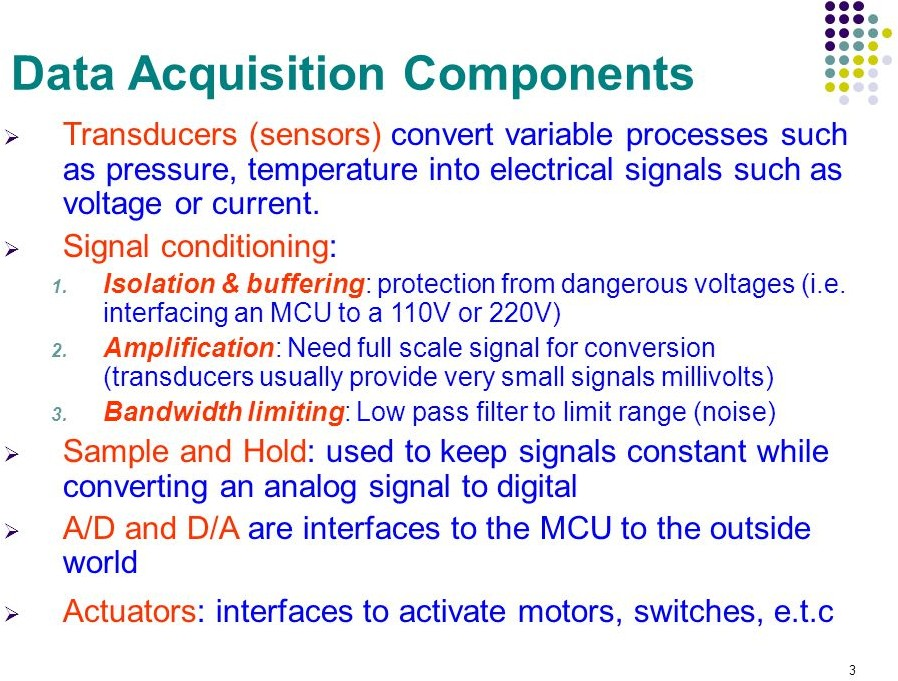 Data Acquisition Components
➢ Transducers (sensors) convert variable processes such
as pressure, temperature into electrical signals such as
voltage or current.
➢ Signal conditioning:
1. Isolation & buffering: protection from dangerous voltages (i.e.
interfacing an MCU to a 110V or 220V)
2. Amplification: Need full scale signal for conversion
(transducers usually provide very small signals millivolts)
3. Bandwidth limiting: Low pass filter to limit range (noise)
➢ Sample and Hold: used to keep signals constant while
converting an analog signal to digital
➢ A/D and D/A are interfaces to the MCU to the outside
world
➢ Actuators: interfaces to activate motors, switches, e.t.c
3